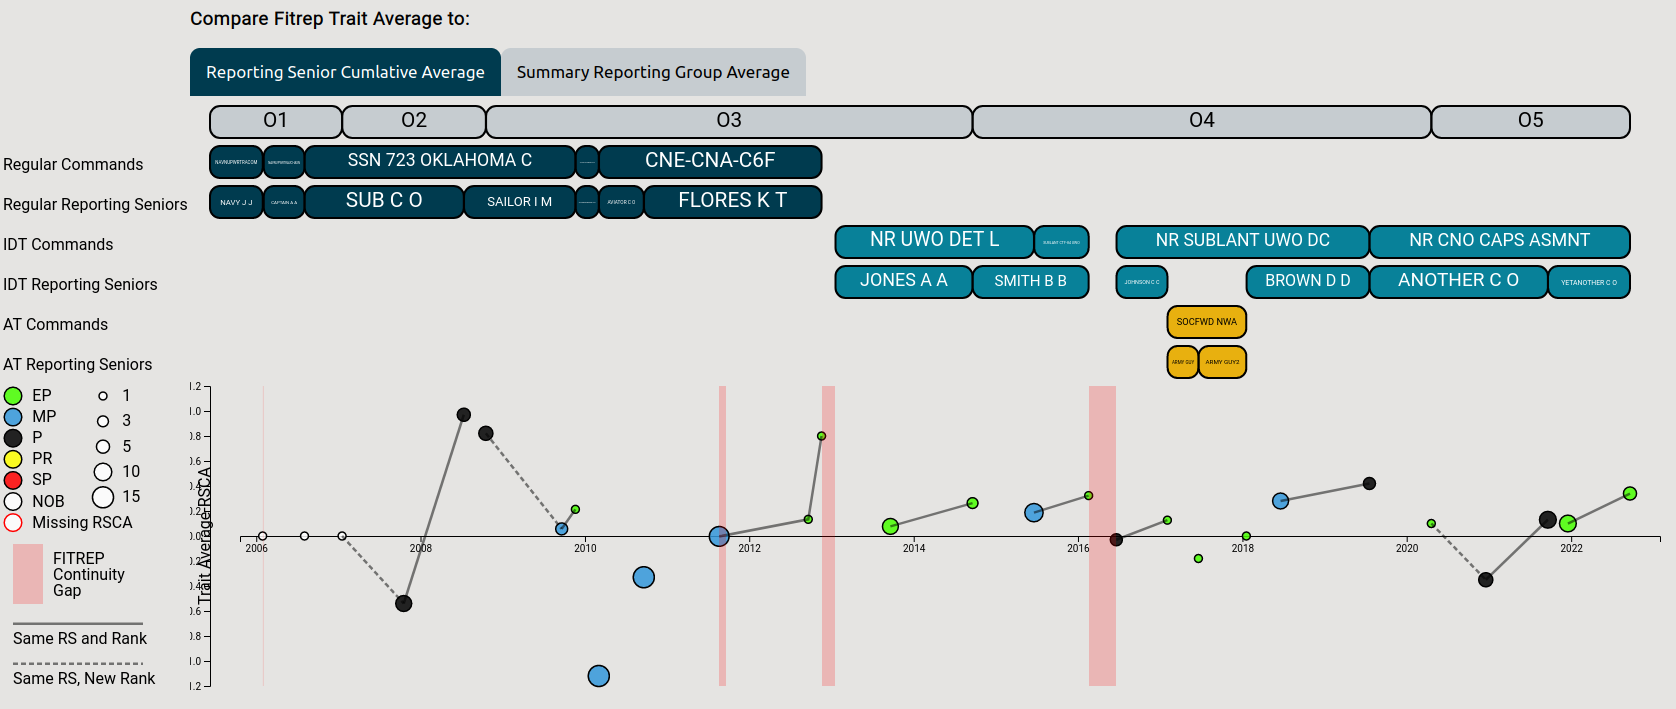 Compare Fitrep Trait Average to:
Reporting Senior Cumlative Average
Summary Reporting Group Average
O1 O2 O3 O4 O5
Regular Commands
NAVNUPWRTRACOM
SSN 723 OKLAHOMA C
CNE-CNA-C6F
Regular Reporting Seniors
NAVY J J
CAPTAIN A A
SUB C O
SAILOR I M
AVIATOR C O
FLORES K T
IDT Commands
NR UWO DET L
NR SUBLANT UWO DC
NR CNO CAPS ASMNT
IDT Reporting Seniors
JONES A A
SMITH B B
JOHNSON C C
BROWN D D
ANOTHER C O
YETANOTHER C O
AT Commands
SOCFWD NWA
AT Reporting Seniors
ARMY GUY
ARMY GUY2
EP
MP
P
PR
SP
NOB
Missing RSCA
1
3
5
10
15
FITREP
Continuity
Gap
Same RS and Rank
Same RS, New Rank
Trait Average-RSCA
1.2
1.0
0.8
0.6
0.4
0.2
0.0
0.2
0.4
0.6
0.8
1.0
1.2
2006 2008 2010 2012 2014 2016 2018 2020 2022